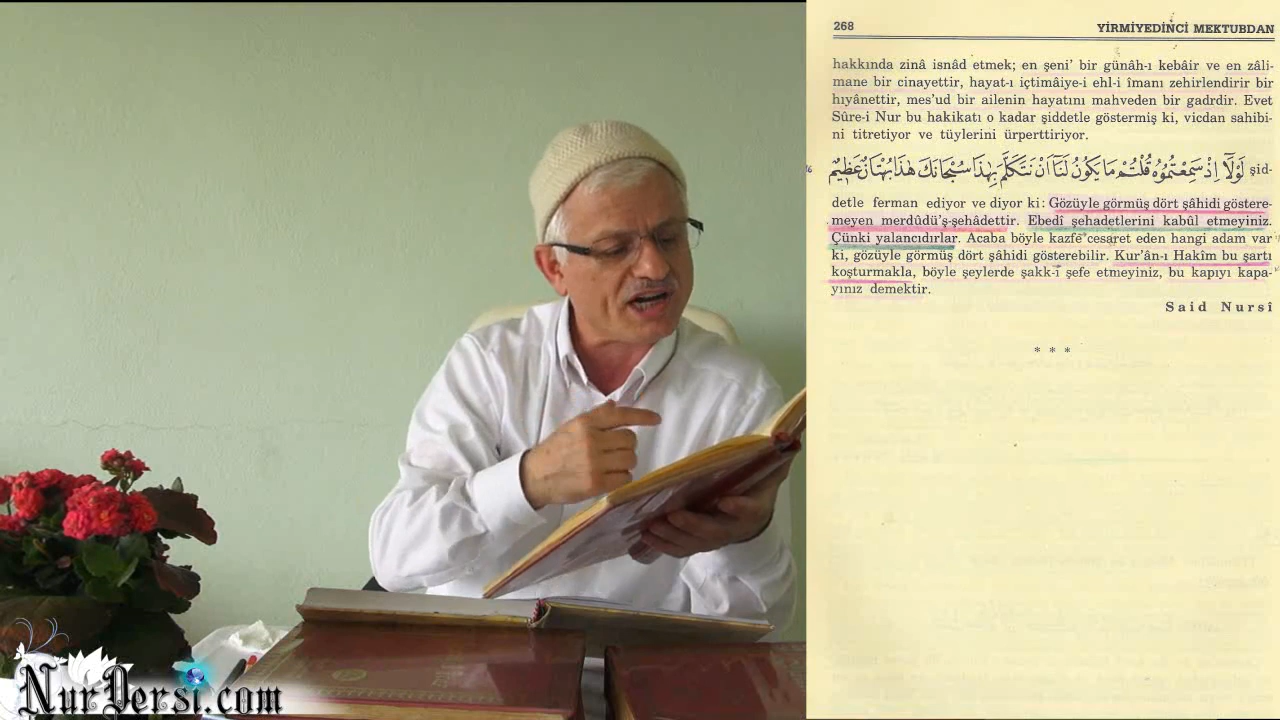 268 YİRMİYEDİNCİ MEKTUBDAN
hakkında zinâ isnâd etmek; en şeni' bir günâh-ı kebâir ve en zâli-
mane bir cinayettir, hayat-ı içtimâiye-i ehl-i îmanı zehirlendirir bir
hıyânettir, mes'ud bir ailenin hayatını mahveden bir gadrdir. Evet
Sûre-i Nur bu hakikatı o kadar şiddetle göstermiş ki, vicdan sahibi-
ni titretiyor ve tüylerini ürperttiriyor.
لَوْلَٓا اِذْ سَمِعْتُمُوهُ قُلْتُمْ مَا يَكُونُ لَنَٓا اَنْ نَتَكَلَّمَ بِهٰذَا سُبْحَانَكَ هٰذَا بُهْتَانٌ عَظِيمٌ şid-
detle ferman ediyor ve diyor ki: Gözüyle görmüş dört şâhidi göstere-
meyen merdûdü'ş-şehâdettir. Ebedî şehadetlerini kabûl etmeyiniz.
Çünki yalancıdırlar. Acaba böyle kazfe cesaret eden hangi adam var
ki, gözüyle görmüş dört şâhidi gösterebilir. Kur'ân-ı Hakîm bu şartı
koşturmakla, böyle şeylerde şakk-î şefe etmeyiniz, bu kapıyı kapa-
yınız demektir.
Said Nursî
* * *
NurDersi.com